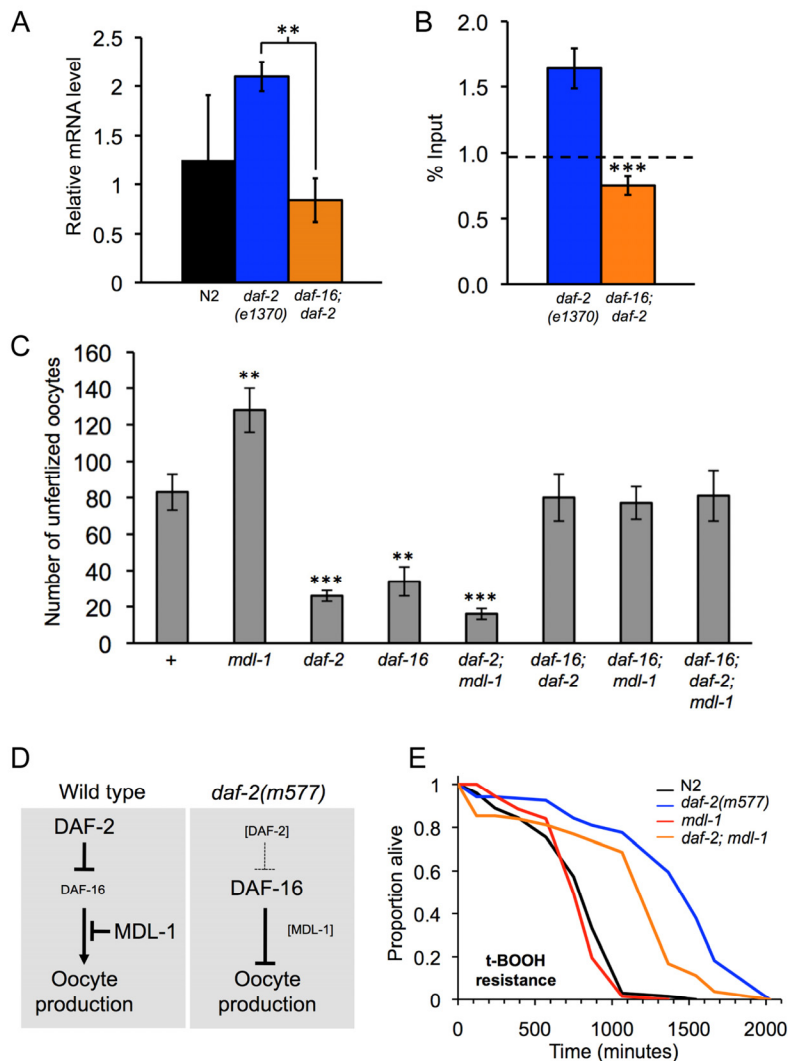 A
Relative mRNA level
2.5
2
1.5
1
0.5
0
**
N2
daf-2
(e1370)
daf-16;
daf-2
B
% Input
2.0
1.5
1.0
0.5
0.0
***
daf-2
(e1370)
daf-16;
daf-2
C
Number of unfertilized oocytes
160
140
120
100
80
60
40
20
0
**
***
**
***
+
mdl-1
daf-2
daf-16
daf-2;
mdl-1
daf-16;
daf-2
daf-16;
mdl-1
daf-16;
daf-2;
mdl-1
D
Wild type
DAF-2
DAF-16
MDL-1
Oocyte
production
daf-2(m577)
[DAF-2]
DAF-16
[MDL-1]
Oocyte
production
E
Proportion alive
1
0.8
0.6
0.4
0.2
0
N2
daf-2(m577)
mdl-1
daf-2; mdl-1
t-BOOH
resistance
0 500 1000 1500 2000
Time (minutes)